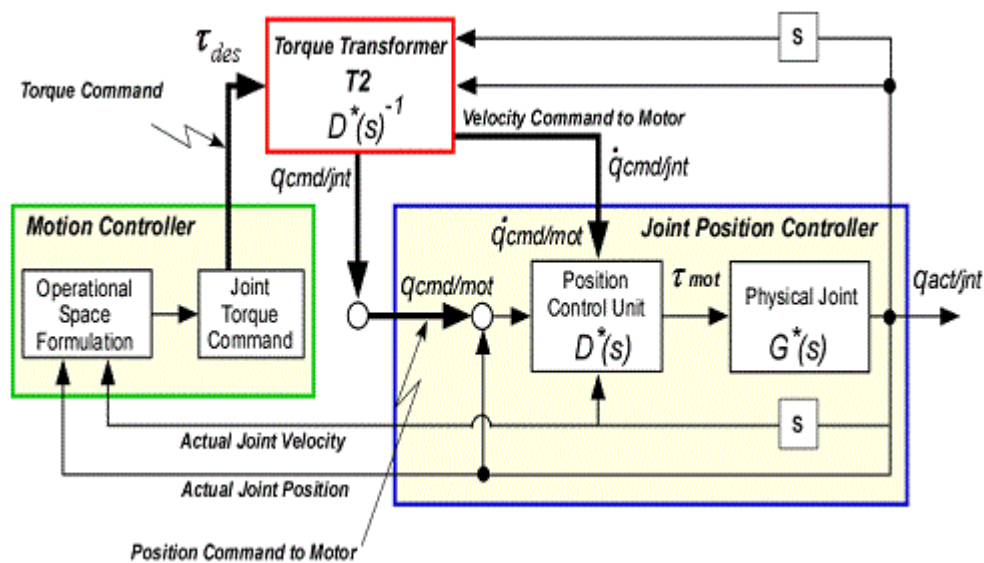 Torque Transformer
T2
D*(s)⁻¹
τdes
Torque Command
s
Velocity Command to Motor
qcmd/jnt
q̇cmd/jnt
Motion Controller
Operational
Space
Formulation
Joint
Torque
Command
Joint Position Controller
q̇cmd/mot
qcmd/mot
Position
Control Unit
D*(s)
τmot
Physical Joint
G*(s)
qact/jnt
s
Actual Joint Velocity
Actual Joint Position
Position Command to Motor